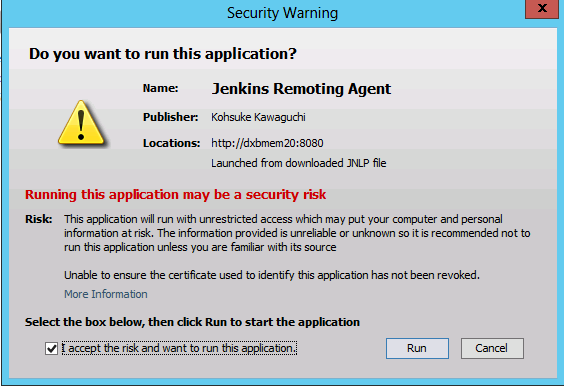 Security Warning
x
Do you want to run this application?
Name: Jenkins Remoting Agent
Publisher: Kohsuke Kawaguchi
Locations: http://dxbmem20:8080
Launched from downloaded JNLP file
Running this application may be a security risk
Risk: This application will run with unrestricted access which may put your computer and personal
information at risk. The information provided is unreliable or unknown so it is recommended not to
run this application unless you are familiar with its source
Unable to ensure the certificate used to identify this application has not been revoked.
More Information
Select the box below, then click Run to start the application
I accept the risk and want to run this application.
Run Cancel